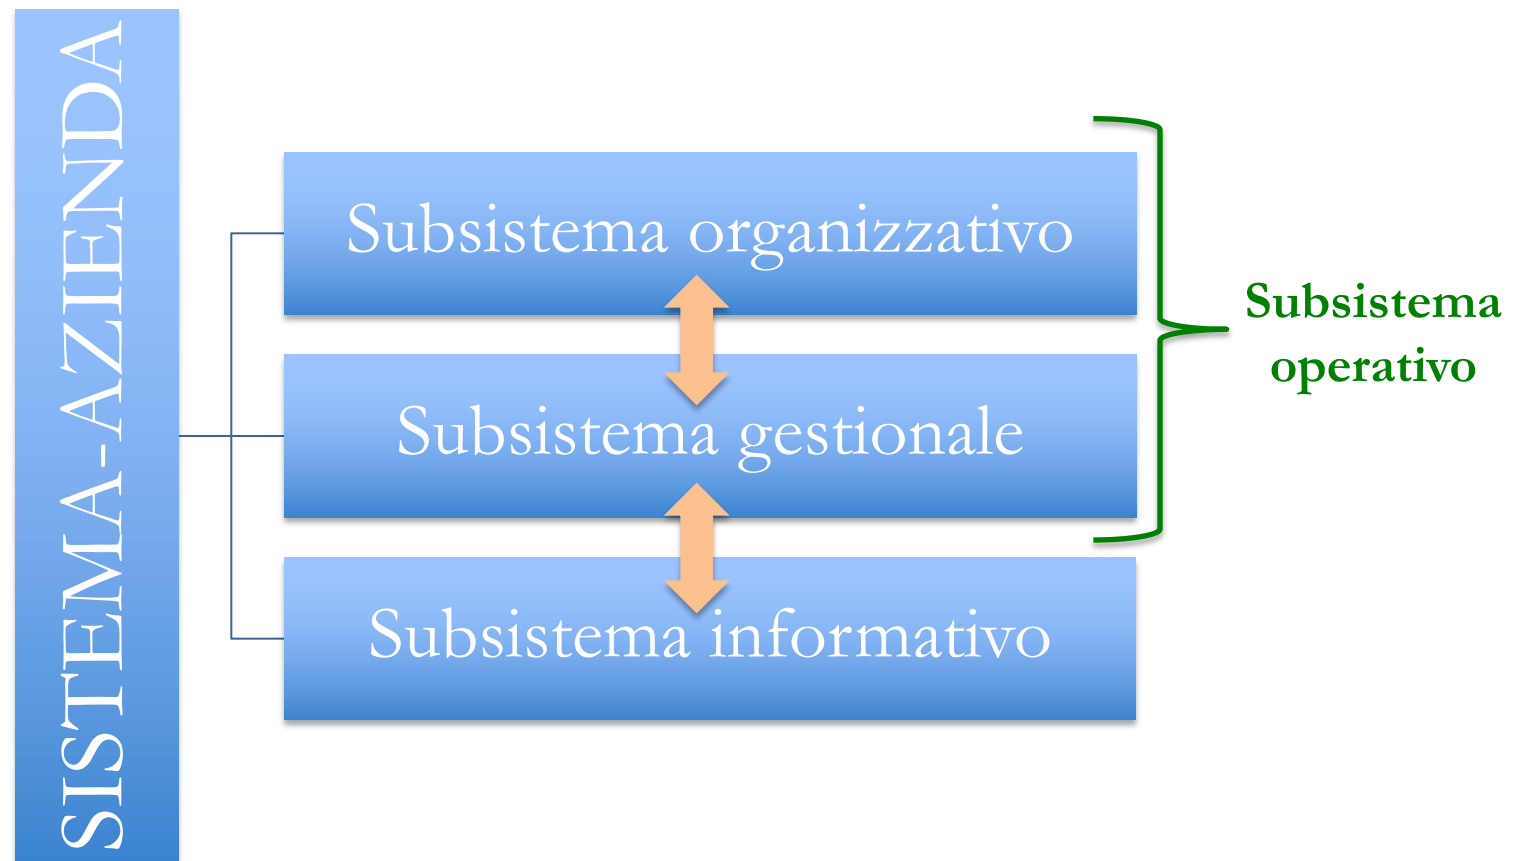 SISTEMA-AZIENDA
Subsistema organizzativo
Subsistema gestionale
Subsistema informativo
Subsistema
operativo